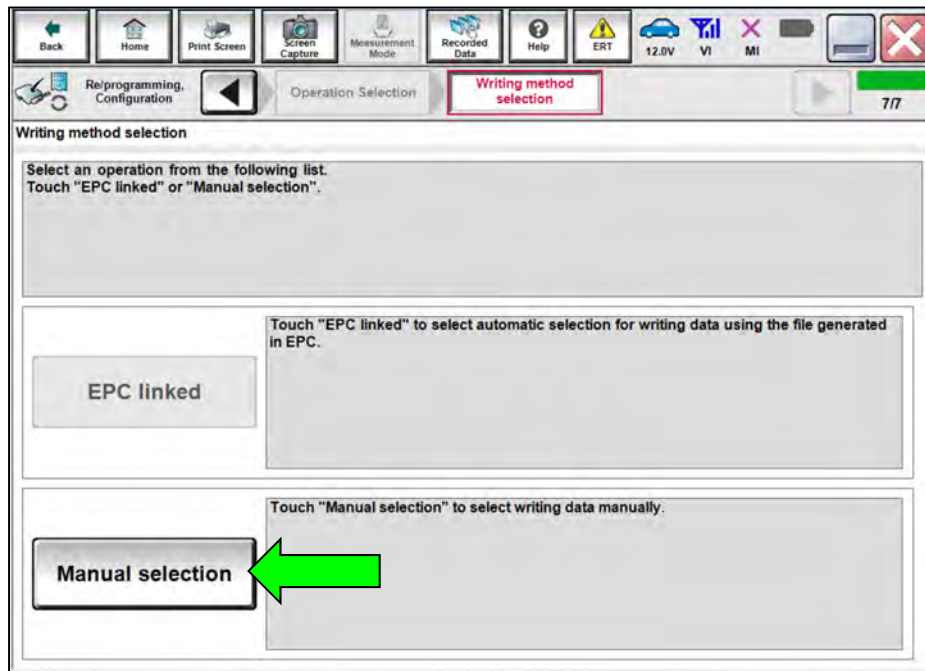 Back
Home
Print Screen
Screen
Capture
Measurement
Mode
Recorded
Data
Help
ERT
12.0V
VI
MI
Re/programming,
Configuration
Operation Selection
Writing method
selection
7/7
Writing method selection
Select an operation from the following list.
Touch "EPC linked" or "Manual selection".
EPC linked
Touch "EPC linked" to select automatic selection for writing data using the file generated
in EPC.
Manual selection
Touch "Manual selection" to select writing data manually.